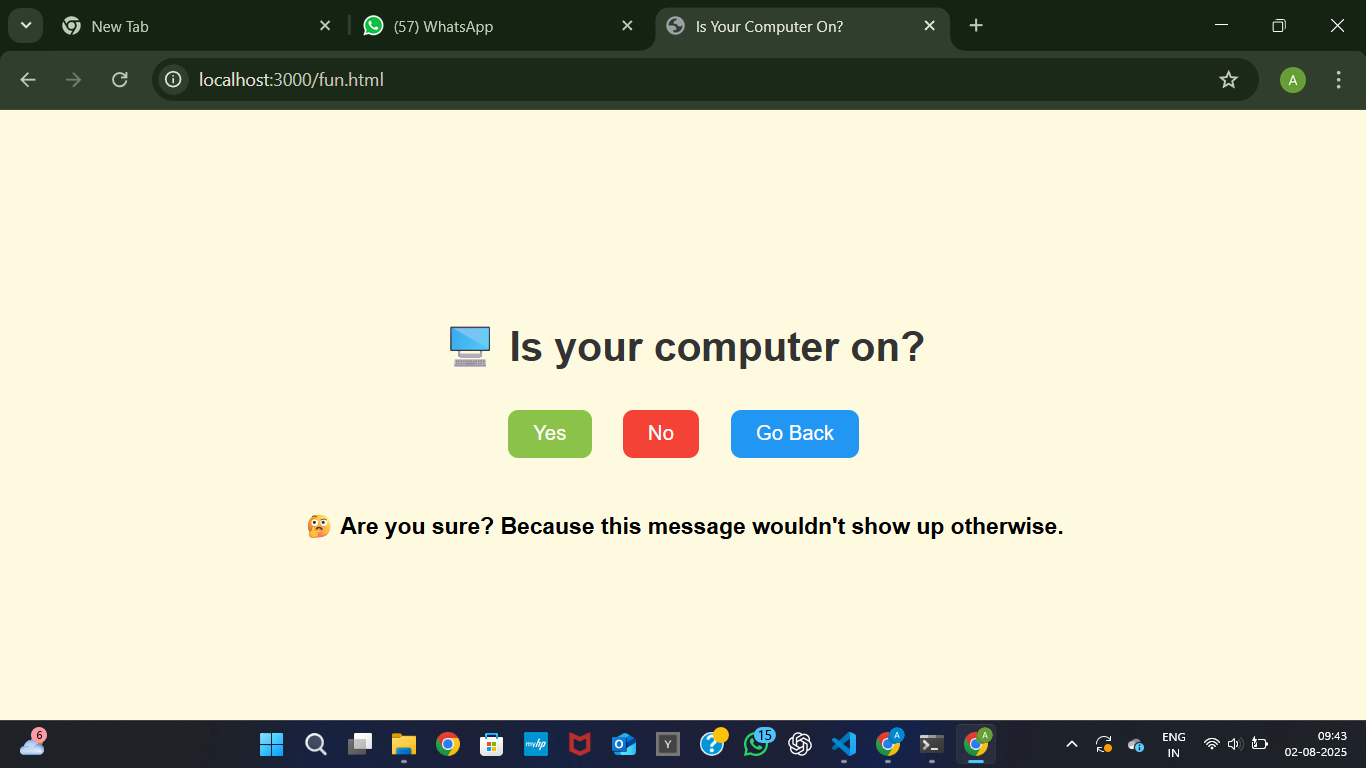 New Tab
(57) WhatsApp
Is Your Computer On?
localhost:3000/fun.html
A
🖥️ Is your computer on?
Yes
No
Go Back
🤔 Are you sure? Because this message wouldn't show up otherwise.
6
myhp
Y
15
A
A
ENG
IN
09:43
02-08-2025